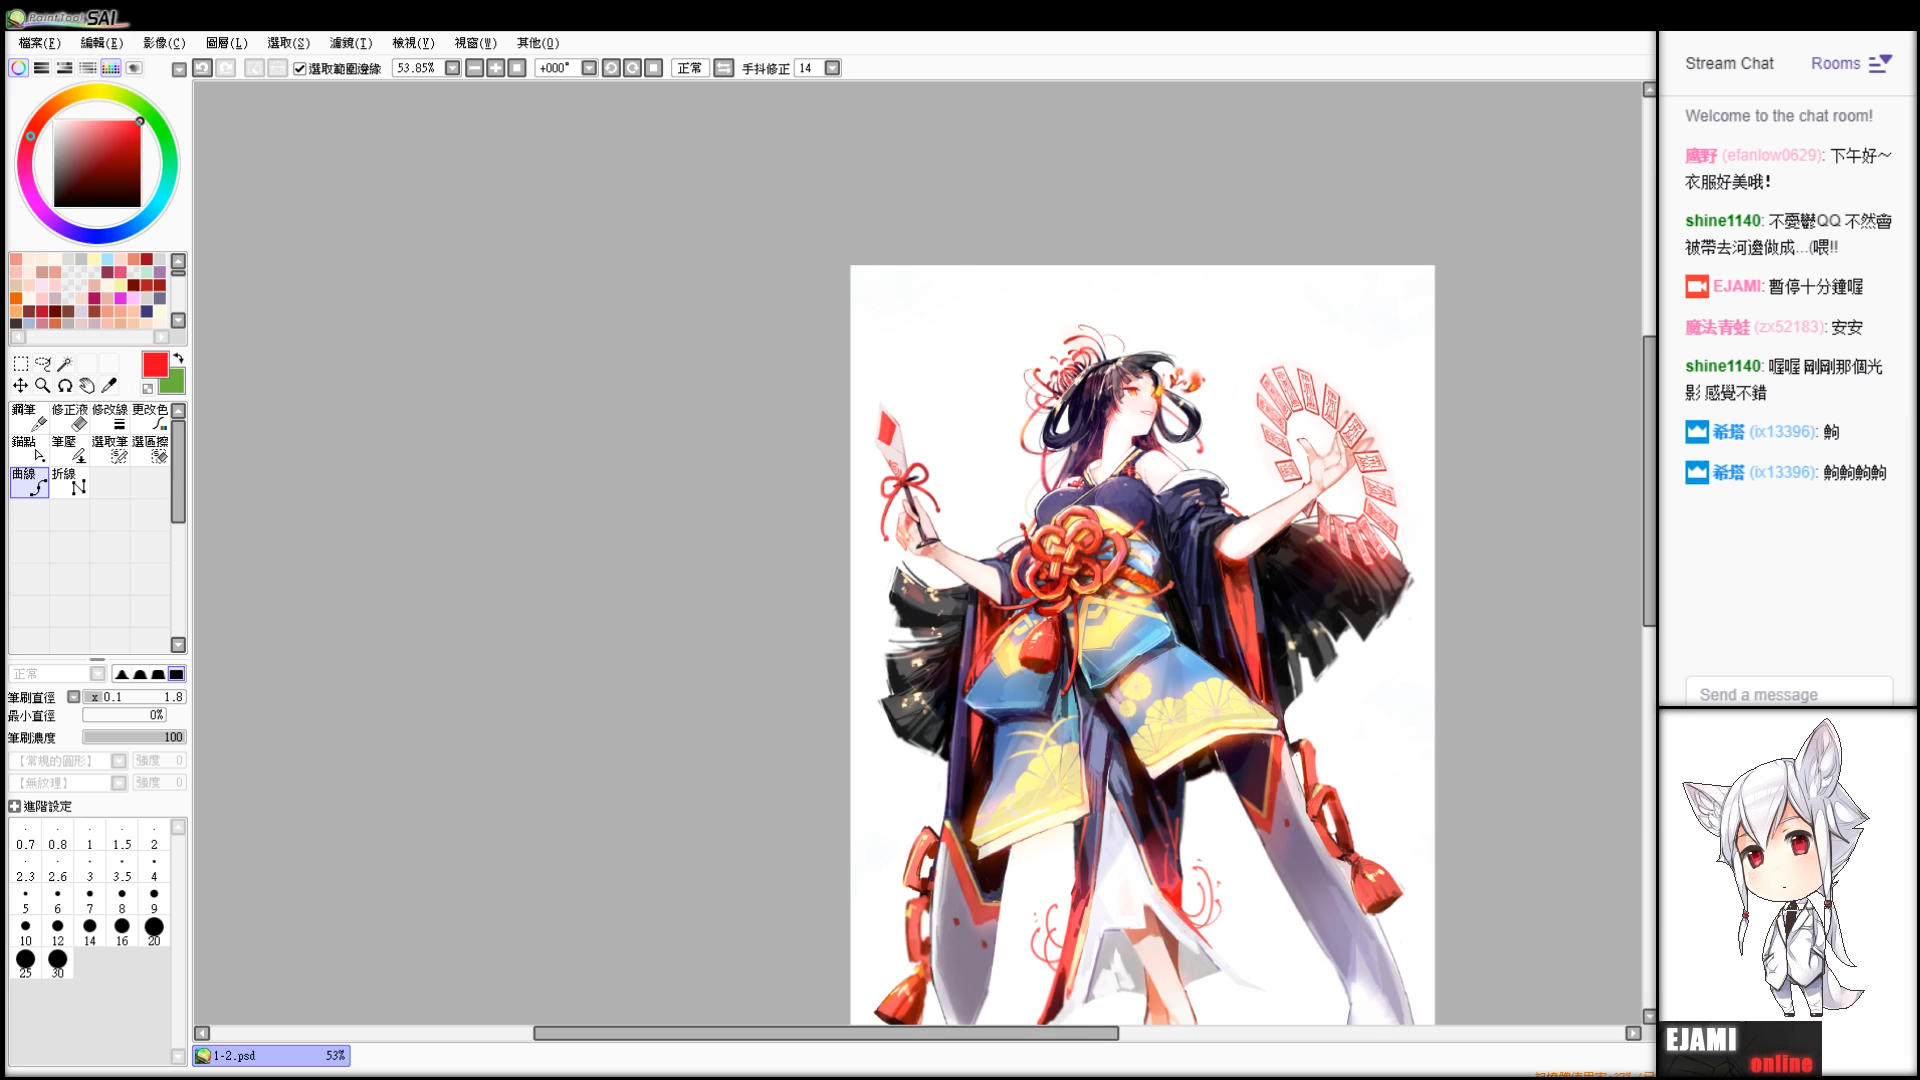 PaintTool SAI
檔案(F) 編輯(E) 影像(C) 圖層(L) 選取(S) 濾鏡(T) 檢視(V) 視窗(W) 其他(O)
選取範圍邊緣 53.85% +000° 正常 手抖修正 14
鋼筆 修正液 修改線 更改色
錨點 筆壓 選取筆 選區擦
曲線 折線
正常
筆刷直徑 x 0.1 1.8
最小直徑 0%
筆刷濃度 100
【常規的圓形】 強度 0
【無紋理】 強度 0
進階設定
0.7 0.8 1 1.5 2
2.3 2.6 3 3.5 4
5 6 7 8 9
10 12 14 16 20
25 30
1-2.psd 53%
Stream Chat Rooms
Welcome to the chat room!
鷹野 (efanlow0629): 下午好～
衣服好美哦!
shine1140: 不憂鬱QQ 不然會
被帶去河邊做成...(喂!!
EJAMI: 暫停十分鐘喔
魔法青蛙 (zx52183): 安安
shine1140: 喔喔 剛剛那個光
影 感覺不錯
希塔 (ix13396): 齁
希塔 (ix13396): 齁齁齁齁
Send a message
EJAMI
online